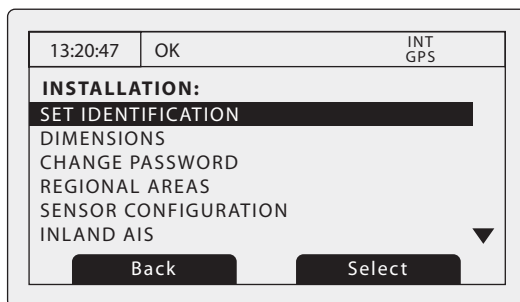 13:20:47 OK INT
GPS
INSTALLATION:
SET IDENTIFICATION
DIMENSIONS
CHANGE PASSWORD
REGIONAL AREAS
SENSOR CONFIGURATION
INLAND AIS
Back Select